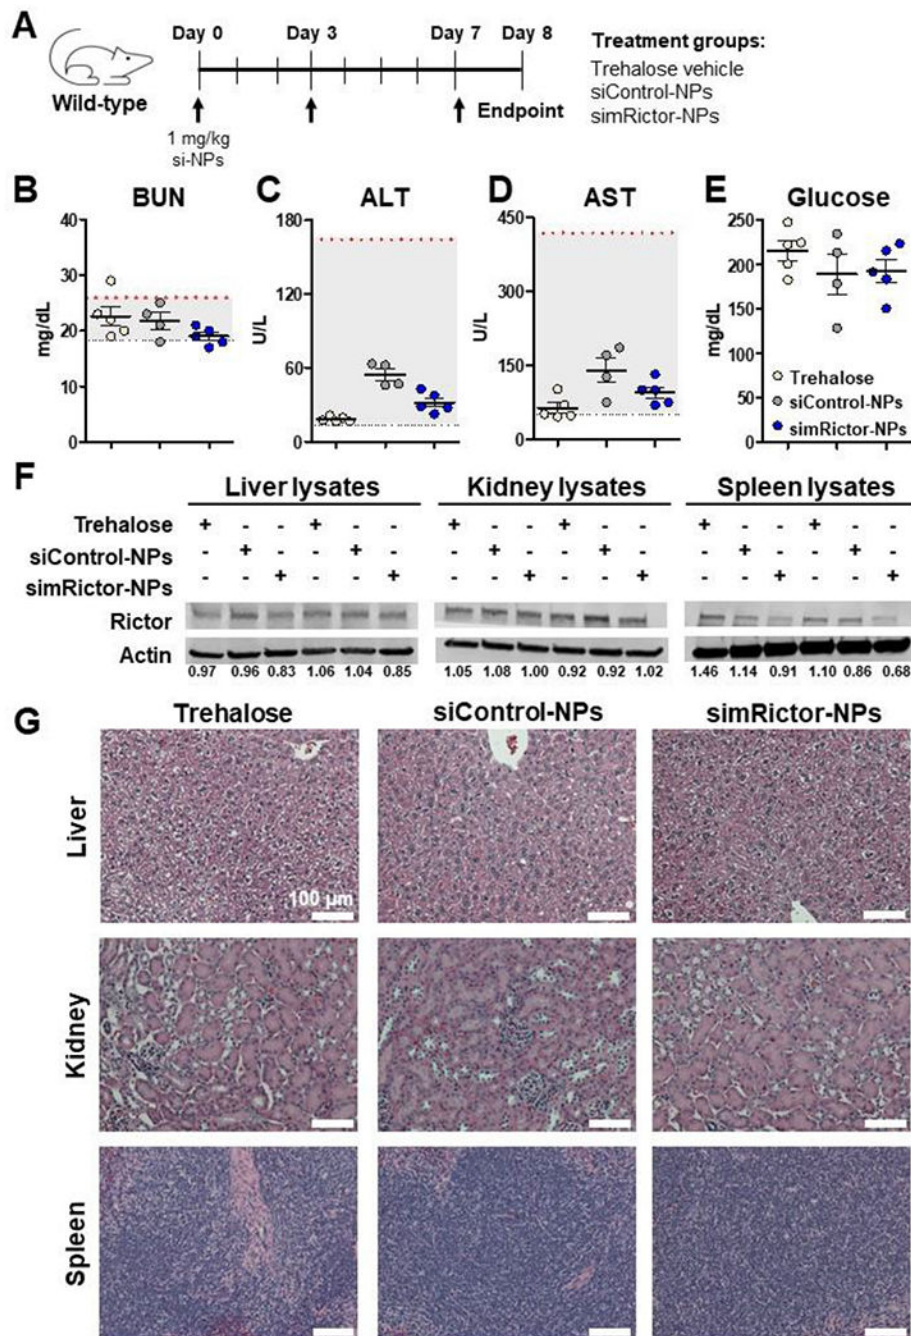 A
Day 0 Day 3 Day 7 Day 8
Wild-type
1 mg/kg
si-NPs
Endpoint
Treatment groups:
Trehalose vehicle
siControl-NPs
simRictor-NPs
B BUN
mg/dL
40
30
20
10
0
C ALT
U/L
180
120
60
0
D AST
U/L
450
300
150
0
E Glucose
mg/dL
250
200
150
100
50
0
Trehalose
siControl-NPs
simRictor-NPs
F
Liver lysates Kidney lysates Spleen lysates
Trehalose + - - + - - + - - + - - + - - + - -
siControl-NPs - + - - + - - + - - + - - + - - + -
simRictor-NPs - - + - - + - - + - - + - - + - - +
Rictor
Actin
0.97 0.96 0.83 1.06 1.04 0.85 1.05 1.08 1.00 0.92 0.92 1.02 1.46 1.14 0.91 1.10 0.86 0.68
G
Trehalose siControl-NPs simRictor-NPs
Liver
100 µm
Kidney
Spleen